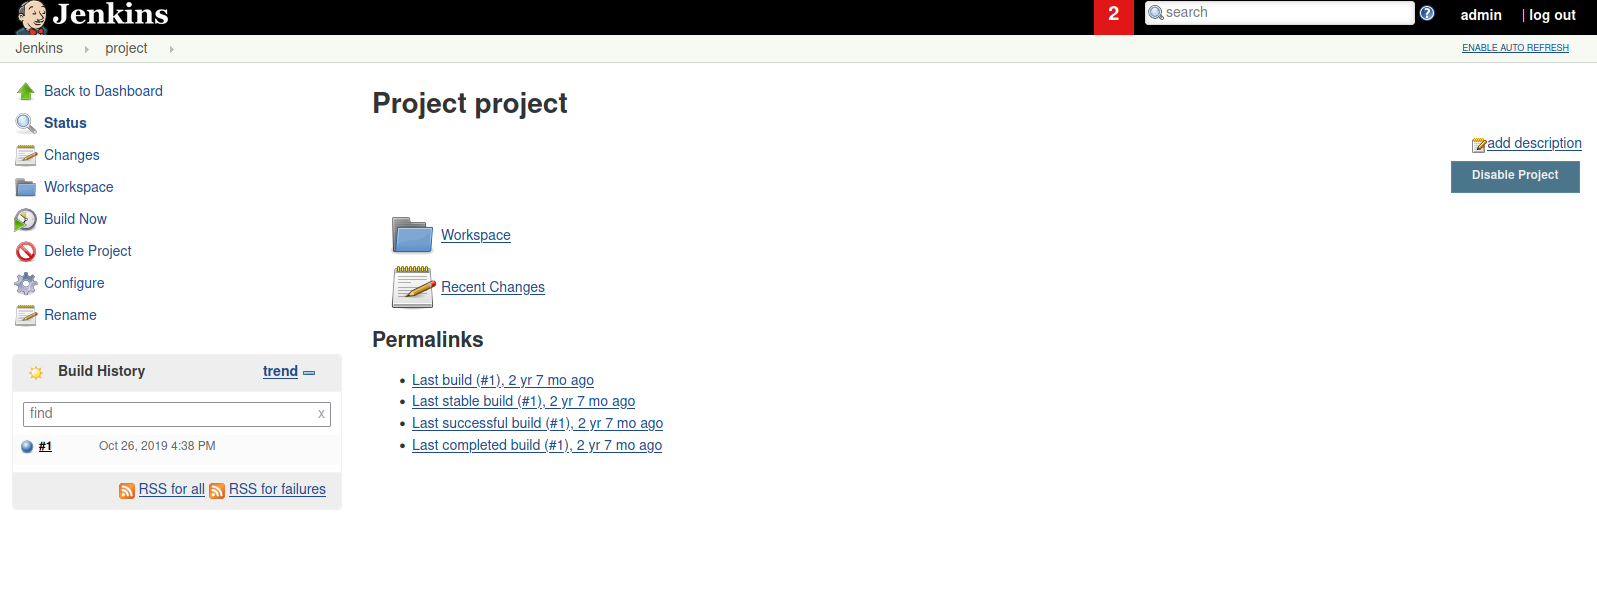 Jenkins
2
search
admin
| log out
Jenkins
project
ENABLE AUTO REFRESH
Back to Dashboard
Status
Changes
Workspace
Build Now
Delete Project
Configure
Rename
Build History
trend
find
x
#1
Oct 26, 2019 4:38 PM
RSS for all
RSS for failures
Project project
add description
Disable Project
Workspace
Recent Changes
Permalinks
Last build (#1), 2 yr 7 mo ago
Last stable build (#1), 2 yr 7 mo ago
Last successful build (#1), 2 yr 7 mo ago
Last completed build (#1), 2 yr 7 mo ago